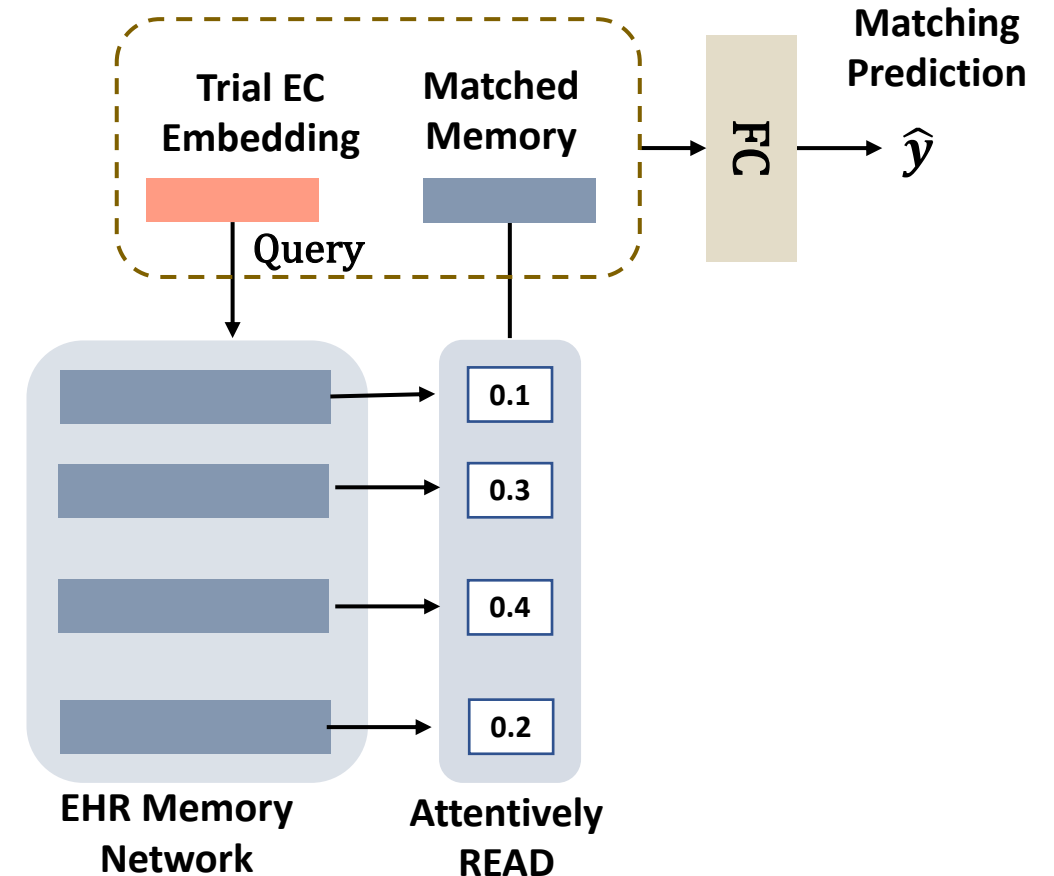 Trial EC
Embedding
Matched
Memory
Query
FC
Matching
Prediction
ŷ
0.1
0.3
0.4
0.2
EHR Memory
Network
Attentively
READ